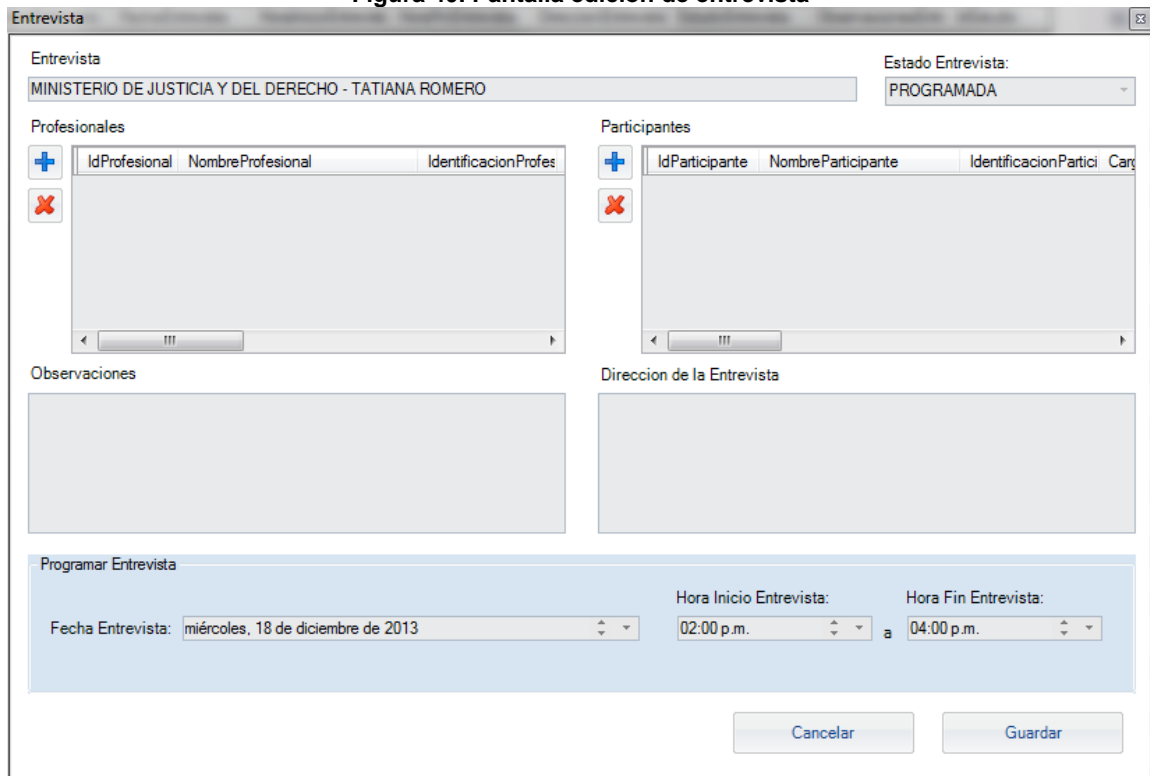 Entrevista
Entrevista
Estado Entrevista:
MINISTERIO DE JUSTICIA Y DEL DERECHO - TATIANA ROMERO
PROGRAMADA
Profesionales
Participantes
IdProfesional NombreProfesional IdentificacionProfes
IdParticipante NombreParticipante IdentificacionPartici Carg
Observaciones
Direccion de la Entrevista
Programar Entrevista
Hora Inicio Entrevista: Hora Fin Entrevista:
Fecha Entrevista: miércoles, 18 de diciembre de 2013 02:00 p.m. a 04:00 p.m.
Cancelar Guardar